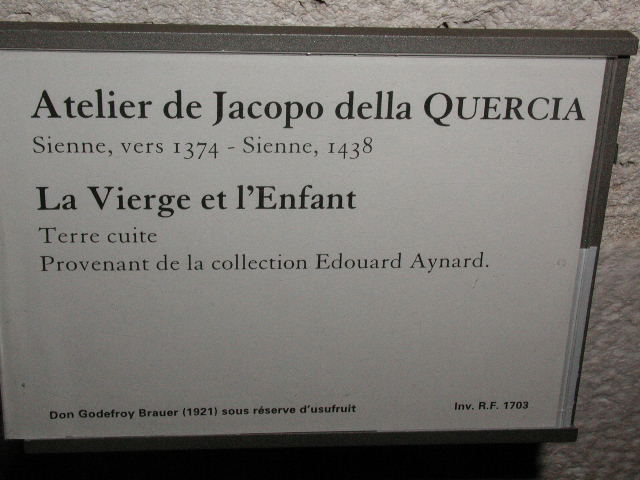 Atelier de Jacopo della QUERCIA
Sienne, vers 1374 - Sienne, 1438
La Vierge et l'Enfant
Terre cuite
Provenant de la collection Edouard Aynard.
Don Godefroy Brauer (1921) sous réserve d'usufruit
Inv. R.F. 1703